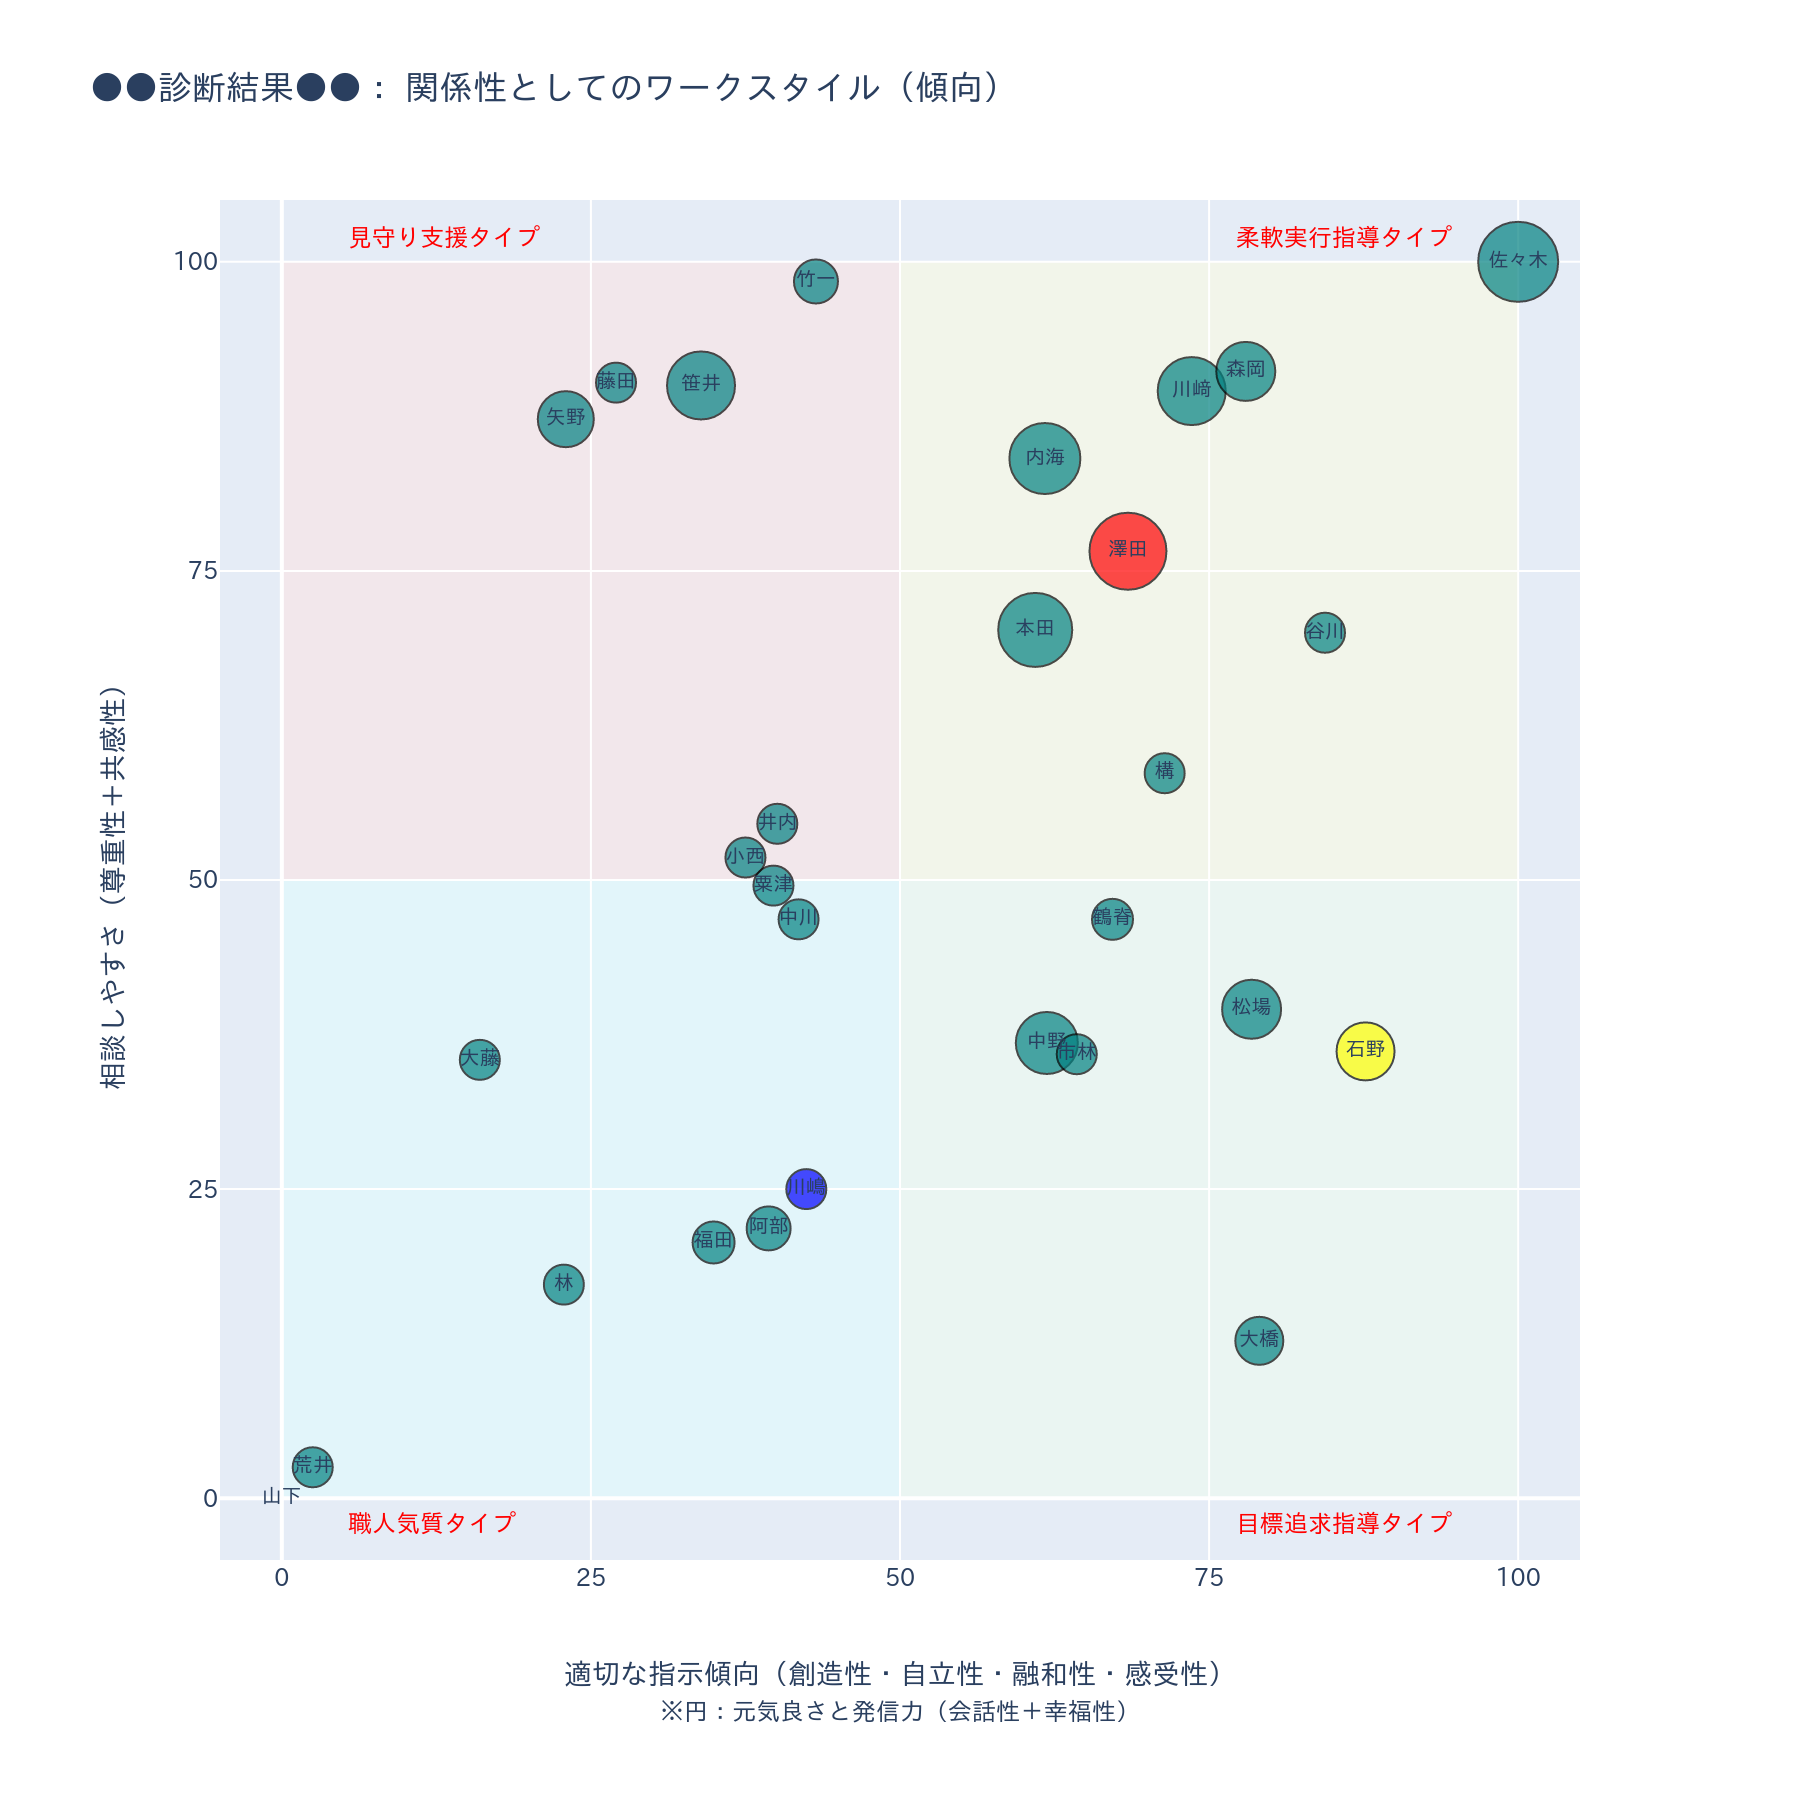 ●●診断結果●●： 関係性としてのワークスタイル（傾向）
見守り支援タイプ
柔軟実行指導タイプ
100
佐々木
竹一
森岡
藤田
笹井
川﨑
矢野
内海
75
澤田
本田
谷川
構
井内
小西
50
粟津
中川
鶴脊
松場
中野
市林
石野
大藤
25
川嶋
阿部
福田
林
大橋
荒井
山下
0
職人気質タイプ
目標追求指導タイプ
0
25
50
75
100
相談しやすさ（尊重性＋共感性）
適切な指示傾向（創造性・自立性・融和性・感受性）
※円：元気良さと発信力（会話性＋幸福性）